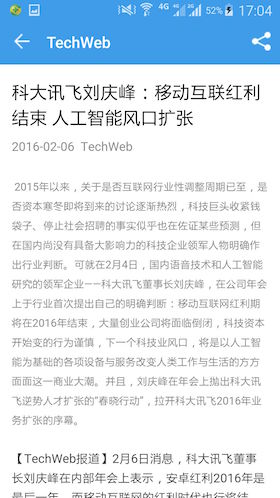 4G 2G 52% 17:04
TechWeb
科大讯飞刘庆峰：移动互联红利
结束 人工智能风口扩张
2016-02-06 TechWeb
2015年以来，关于是否互联网行业性调整周期已至，是
否资本寒冬即将到来的讨论逐渐热烈，科技巨头收紧钱
袋子、停止社会招聘的事实似乎也在佐证某些预测，但
在国内尚没有具备大影响力的科技企业领军人物明确作
出行业判断。可就在2月4日，国内语音技术和人工智能
研究的领军企业——科大讯飞董事长刘庆峰，在公司年会
上于行业首次提出自己的明确判断：移动互联网红利期
将在2016年结束，大量创业公司将面临倒闭，科技资本
开始变的行为谨慎，下一个科技业风口，将是以人工智
能为基础的各项设备与服务改变人类工作与生活的方方
面面这一商业大潮。并且，刘庆峰在年会上抛出科大讯
飞逆势人才扩张的“春晓行动”，拉开科大讯飞2016年业
务扩张的序幕。
【TechWeb报道】2月6日消息，科大讯飞董事
长刘庆峰在内部年会上表示，安卓红利2016年是
最后一年，而移动互联网的红利时代也行将结